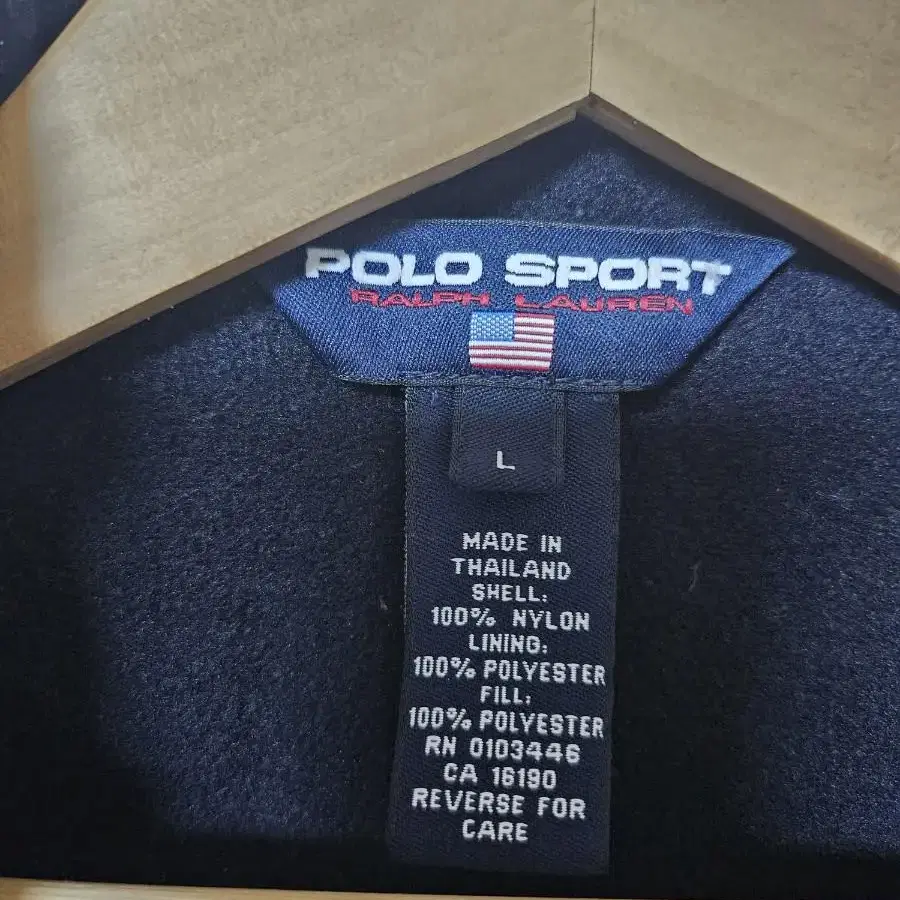 POLO SPORT
RALPH LAUREN
L
MADE IN
THAILAND
SHELL:
100% NYLON
LINING:
100% POLYESTER
FILL:
100% POLYESTER
RN 0103446
CA 16190
REVERSE FOR
CARE